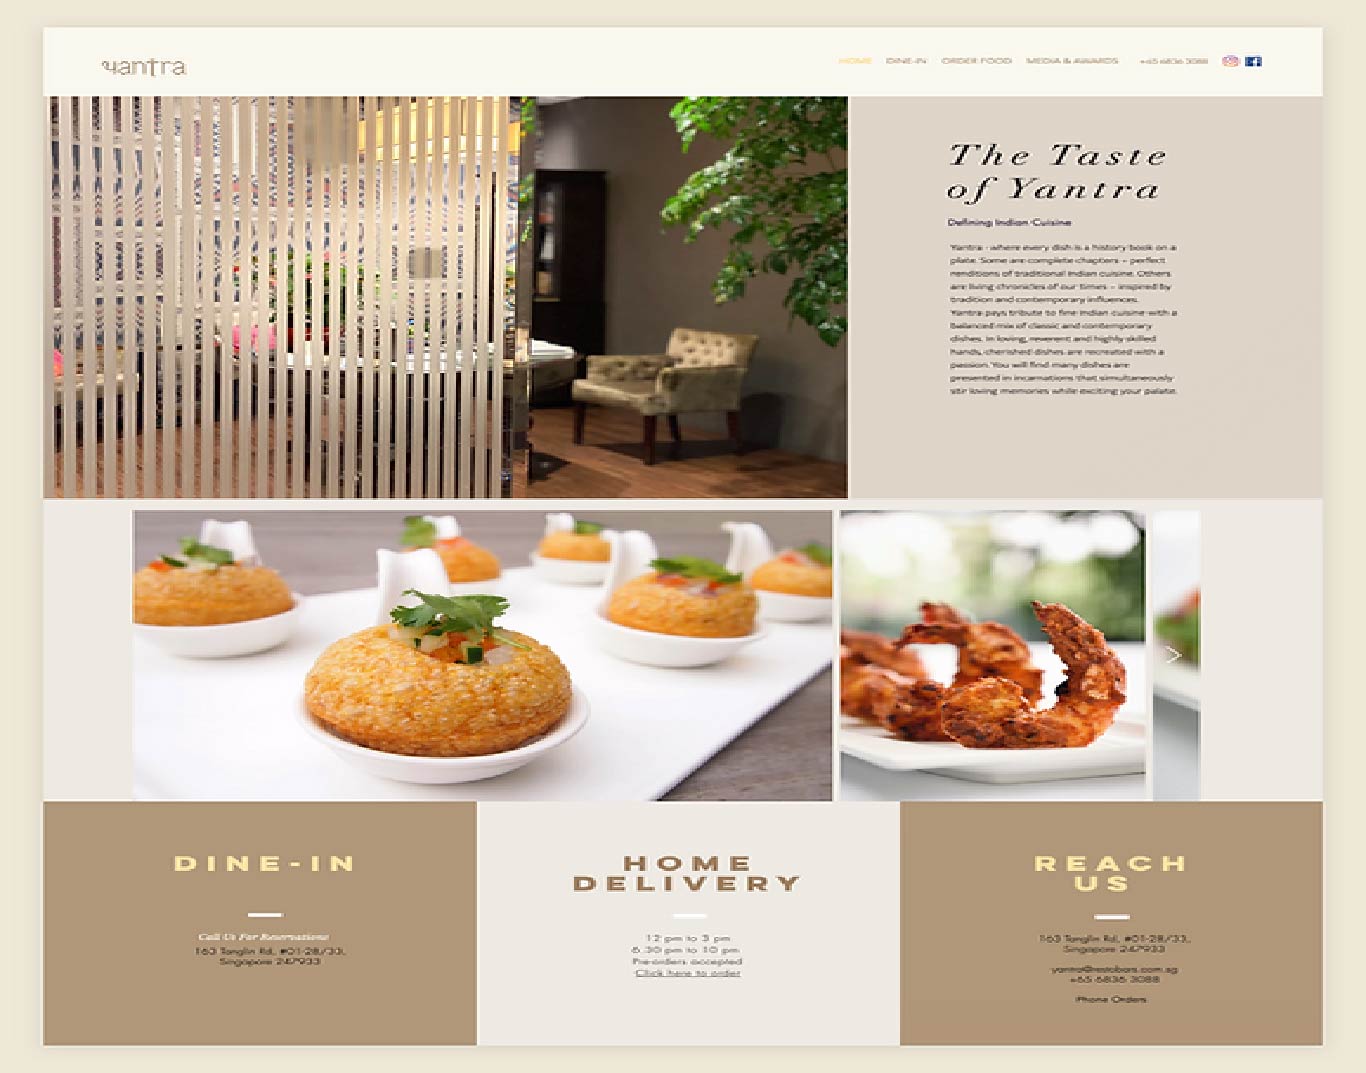 yantra
HOME DINE-IN ORDER FOOD MEDIA & AWARDS +65 6836 3088
The Taste
of Yantra
Defining Indian Cuisine
Yantra - where every dish is a history book on a
plate. Some are complete chapters – perfect
renditions of traditional Indian cuisine. Others
are living chronicles of our times – inspired by
tradition and contemporary influences.
Yantra pays tribute to fine Indian cuisine with a
balanced mix of classic and contemporary
dishes. In loving, reverent and highly skilled
hands, cherished dishes are recreated with a
passion. You will find many dishes are
presented in incarnations that simultaneously
stir loving memories while exciting your palate.
DINE-IN
Call Us For Reservations
163 Tanglin Rd, #01-28/33,
Singapore 247933
HOME
DELIVERY
12 pm to 3 pm
6.30 pm to 10 pm
Pre-orders accepted
Click here to order
REACH
US
163 Tanglin Rd, #01-28/33,
Singapore 247933
yantra@restobars.com.sg
+65 6836 3088
Phone Orders